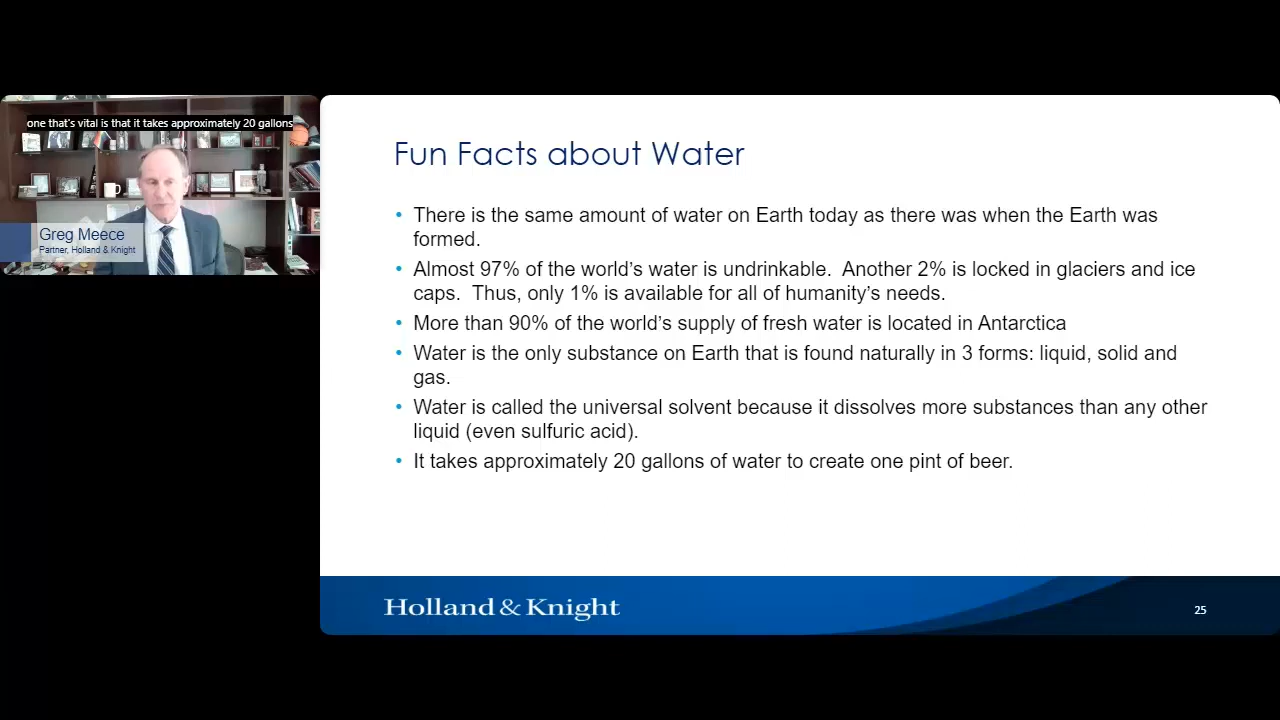 one that's vital is that it takes approximately 20 gallons
Greg Meece
Partner, Holland & Knight
Fun Facts about Water
• There is the same amount of water on Earth today as there was when the Earth was
formed.
• Almost 97% of the world's water is undrinkable.  Another 2% is locked in glaciers and ice
caps.  Thus, only 1% is available for all of humanity's needs.
• More than 90% of the world's supply of fresh water is located in Antarctica
• Water is the only substance on Earth that is found naturally in 3 forms: liquid, solid and
gas.
• Water is called the universal solvent because it dissolves more substances than any other
liquid (even sulfuric acid).
• It takes approximately 20 gallons of water to create one pint of beer.
Holland & Knight
25